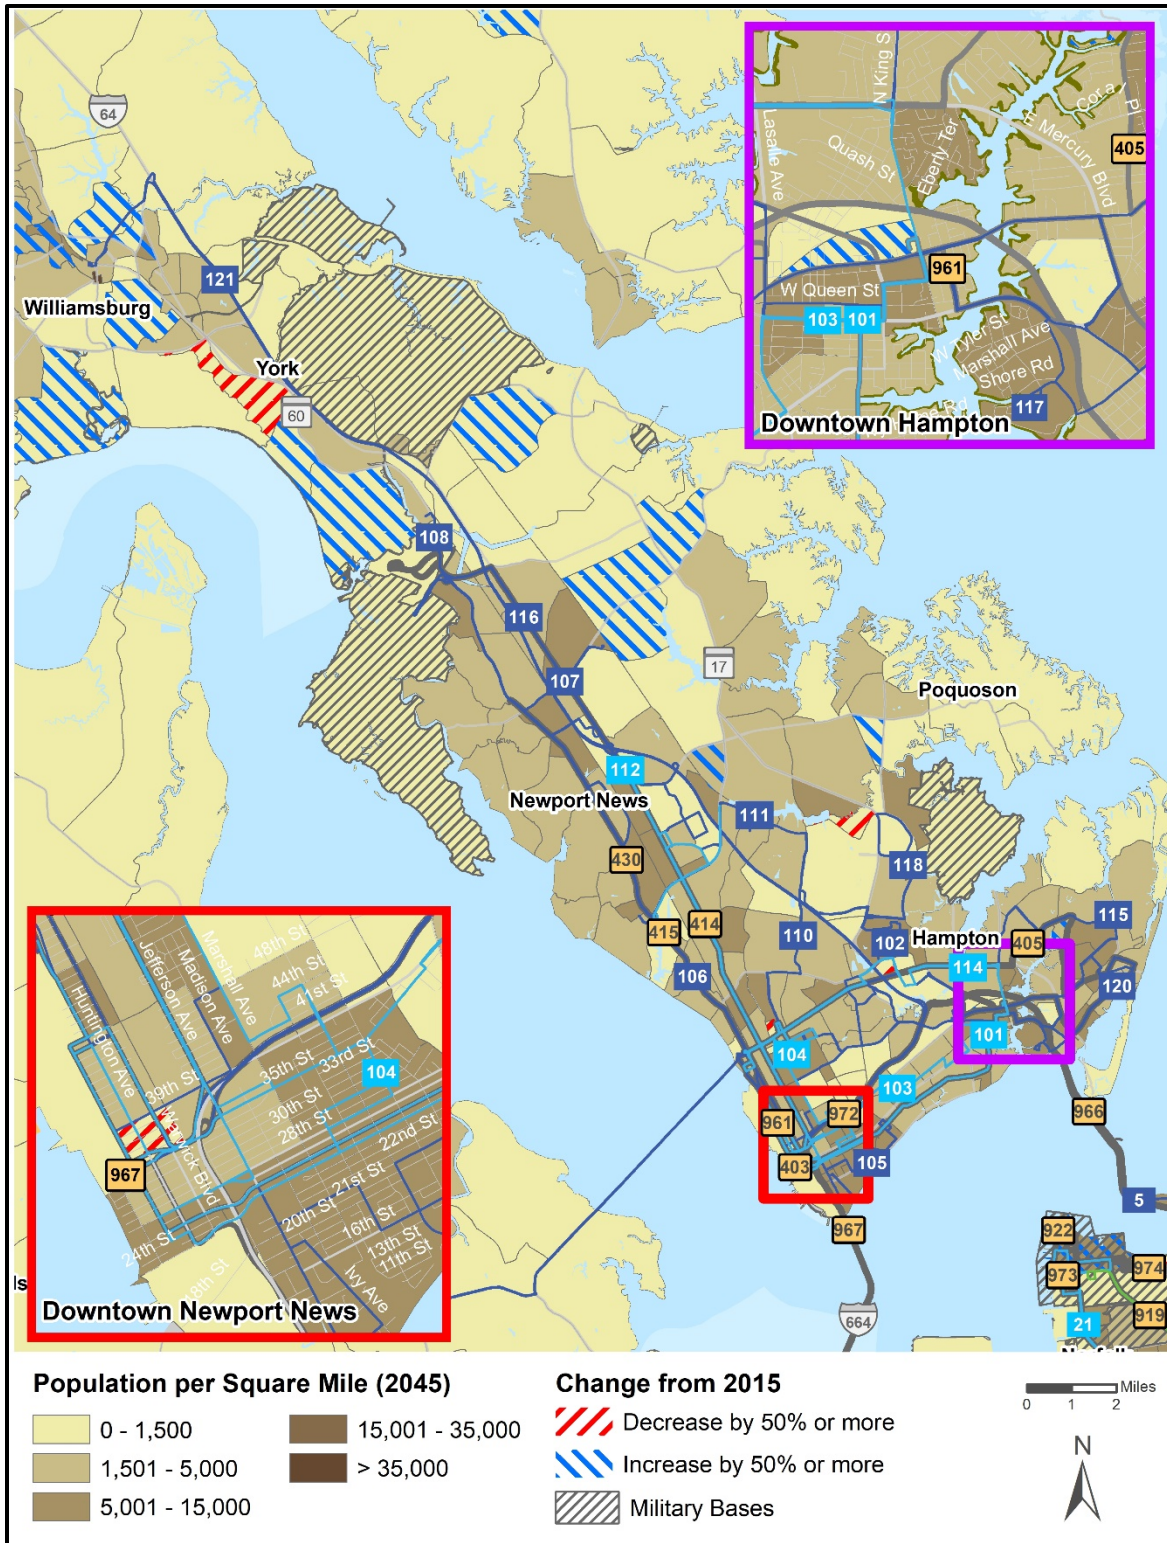 64
121
Williamsburg
York
60
108
116
107
17
Poquoson
112
Newport News
111
430
118
415
414
110
102
Hampton
405
115
106
114
120
101
104
103
961
972
966
403
105
967
5
922
974
973
919
664
21
N King S
Lasalle Ave
Quash St
Eberly Ter
E Mercury Blvd
405
961
W Queen St
103
101
W Tyler St
Marshall Ave
Shore Rd
117
Downtown Hampton
48th St
Marshall Ave
44th St
Madison Ave
41st St
Jefferson Ave
Huntington Ave
35th St
33rd St
104
39th St
30th St
28th St
Warwick Blvd
22nd St
967
21st St
20th St
24th St
16th St
13th St
11th St
18th St
Ivy Ave
Downtown Newport News
Population per Square Mile (2045)
0 - 1,500
1,501 - 5,000
5,001 - 15,000
15,001 - 35,000
> 35,000
Change from 2015
Decrease by 50% or more
Increase by 50% or more
Military Bases
Miles
0 1 2
N